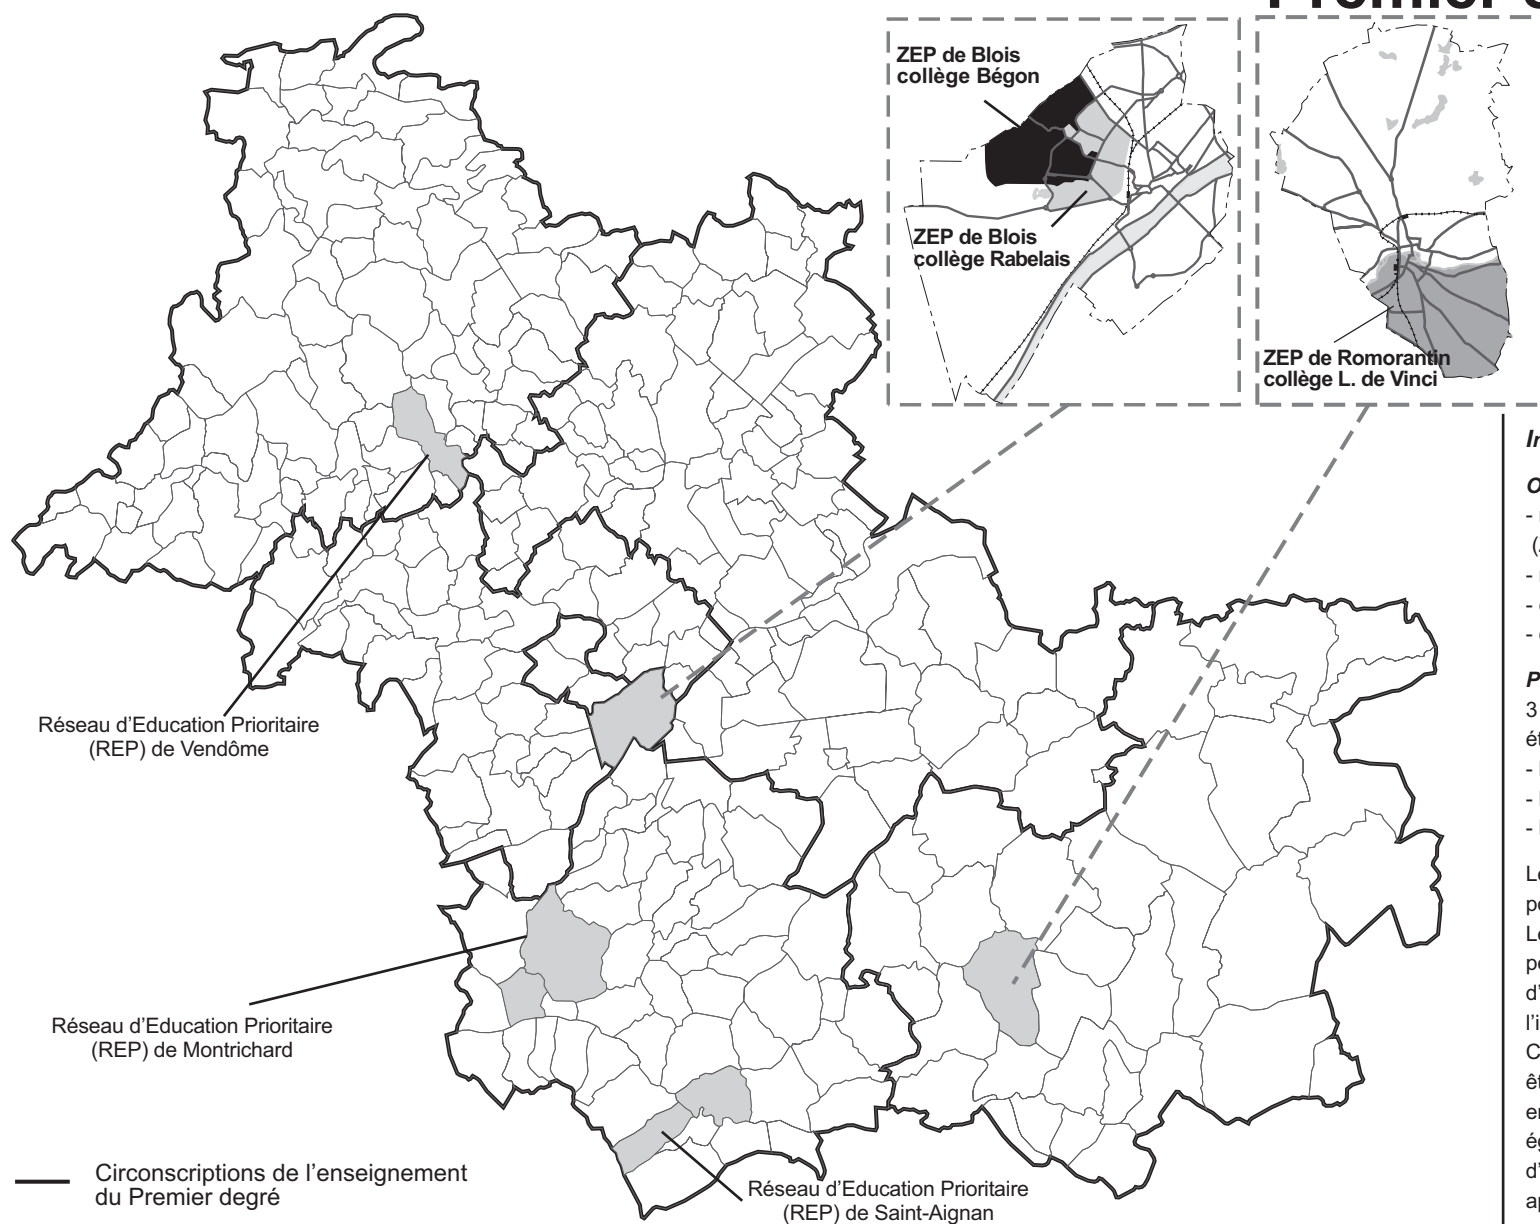 Premier
ZEP de Blois
collège Bégon
ZEP de Blois
collège Rabelais
ZEP de Romorantin
collège L. de Vinci
Réseau d’Education Prioritaire
(REP) de Vendôme
Réseau d’Education Prioritaire
(REP) de Montrichard
Réseau d’Education Prioritaire
(REP) de Saint-Aignan
Circonscriptions de l’enseignement
du Premier degré
3